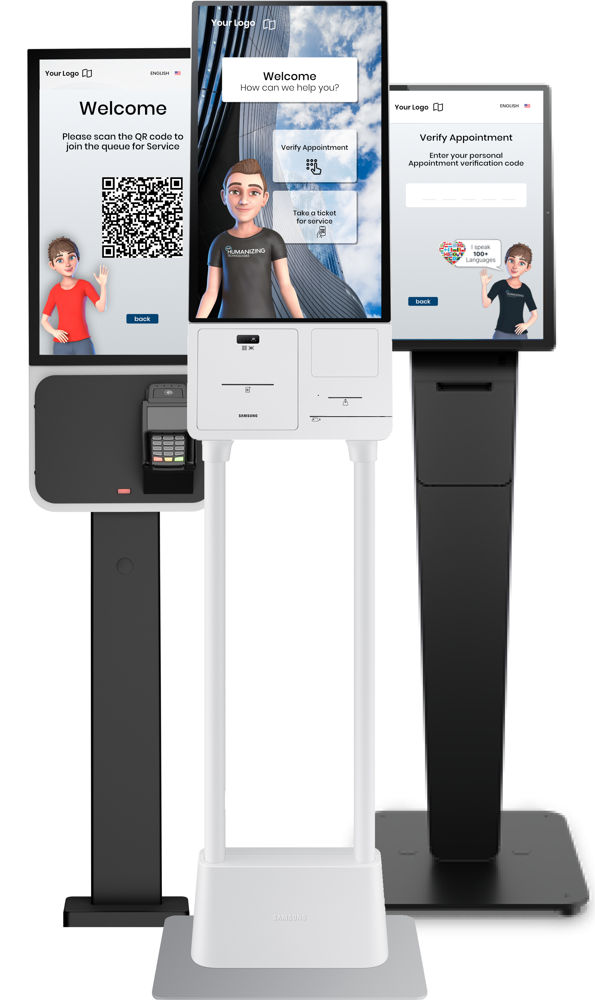 Your Logo
ENGLISH
Welcome
Please scan the QR code to
join the queue for Service
back
Your Logo
Welcome
How can we help you?
Verify Appointment
Take a ticket
for service
HUMANIZING
TECHNOLOGIES
SAMSUNG
SAMSUNG
Your Logo
ENGLISH
Verify Appointment
Enter your personal
Appointment verification code
I speak
100+
Languages
HUMANIZING
back